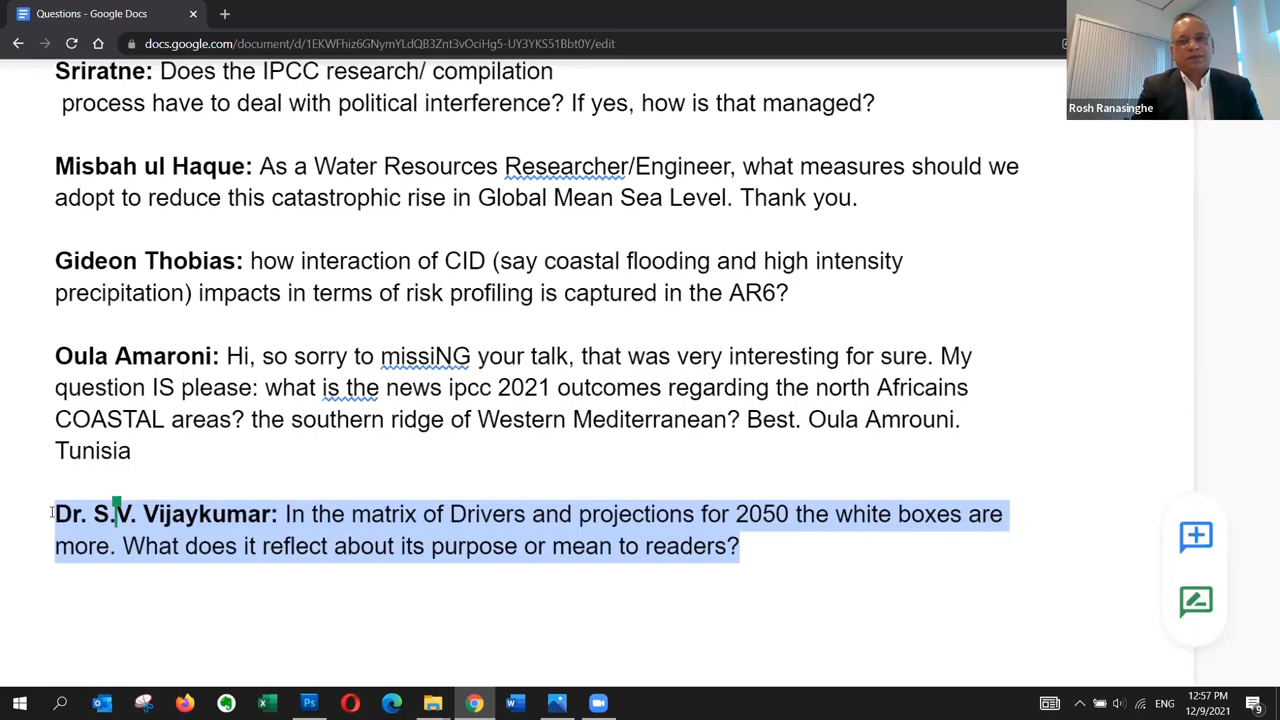 Questions - Google Docs
docs.google.com/document/d/1EKWFhiz6GNymYLdQB3Znt3vOciHg5-UY3YKS51Bbt0Y/edit
Rosh Ranasinghe
Sriratne: Does the IPCC research/ compilation
process have to deal with political interference? If yes, how is that managed?
Misbah ul Haque: As a Water Resources Researcher/Engineer, what measures should we
adopt to reduce this catastrophic rise in Global Mean Sea Level. Thank you.
Gideon Thobias: how interaction of CID (say coastal flooding and high intensity
precipitation) impacts in terms of risk profiling is captured in the AR6?
Oula Amaroni: Hi, so sorry to missiNG your talk, that was very interesting for sure. My
question IS please: what is the news ipcc 2021 outcomes regarding the north Africains
COASTAL areas? the southern ridge of Western Mediterranean? Best. Oula Amrouni.
Tunisia
Dr. S.V. Vijaykumar: In the matrix of Drivers and projections for 2050 the white boxes are
more. What does it reflect about its purpose or mean to readers?
ENG
12:57 PM
12/9/2021
9